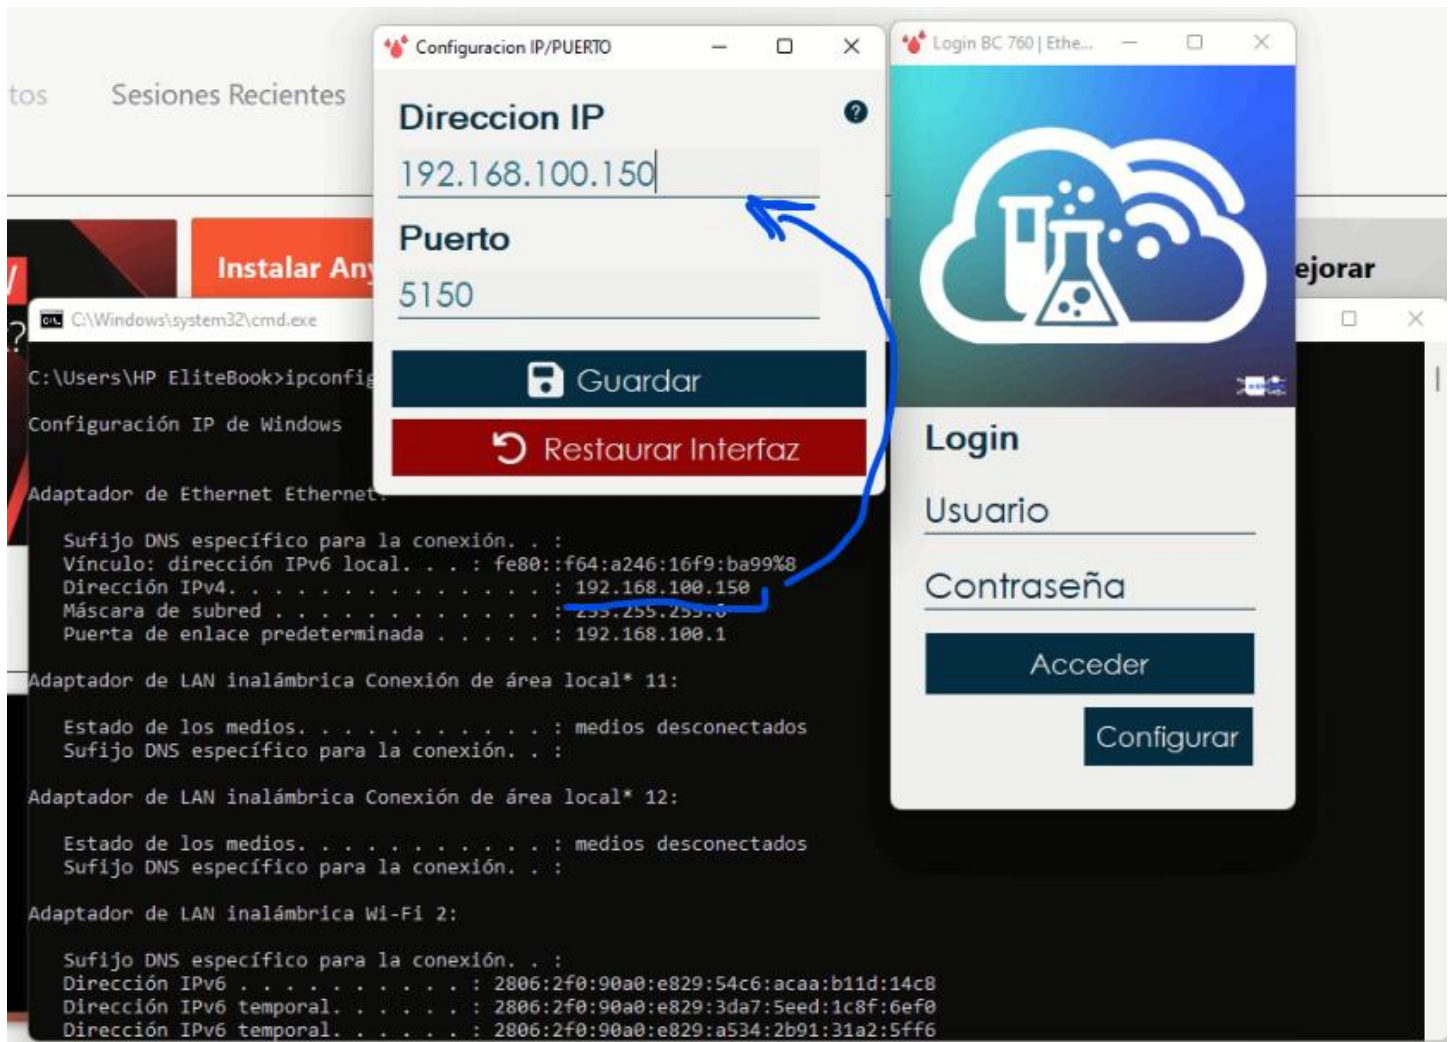 Configuracion IP/PUERTO
Login BC 760 | Ethe...
tos
Sesiones Recientes
Direccion IP
192.168.100.150
Puerto
5150
Guardar
Restaurar Interfaz
Instalar Any
ejorar
?
C:\Windows\system32\cmd.exe
C:\Users\HP EliteBook>ipconfig
Configuración IP de Windows
Adaptador de Ethernet Ethernet:
Sufijo DNS específico para la conexión. . :
Vínculo: dirección IPv6 local. . . : fe80::f64:a246:16f9:ba99%8
Dirección IPv4. . . . . . . . . . . . . . : 192.168.100.150
Máscara de subred . . . . . . . . . . . . : 255.255.255.0
Puerta de enlace predeterminada . . . . . : 192.168.100.1
Adaptador de LAN inalámbrica Conexión de área local* 11:
Estado de los medios. . . . . . . . . . . : medios desconectados
Sufijo DNS específico para la conexión. . :
Adaptador de LAN inalámbrica Conexión de área local* 12:
Estado de los medios. . . . . . . . . . . : medios desconectados
Sufijo DNS específico para la conexión. . :
Adaptador de LAN inalámbrica Wi-Fi 2:
Sufijo DNS específico para la conexión. . :
Dirección IPv6 . . . . . . . . . . : 2806:2f0:90a0:e829:54c6:acaa:b11d:14c8
Dirección IPv6 temporal. . . . . . : 2806:2f0:90a0:e829:3da7:5eed:1c8f:6ef0
Dirección IPv6 temporal. . . . . . : 2806:2f0:90a0:e829:a534:2b91:31a2:5ff6
Login
Usuario
Contraseña
Acceder
Configurar